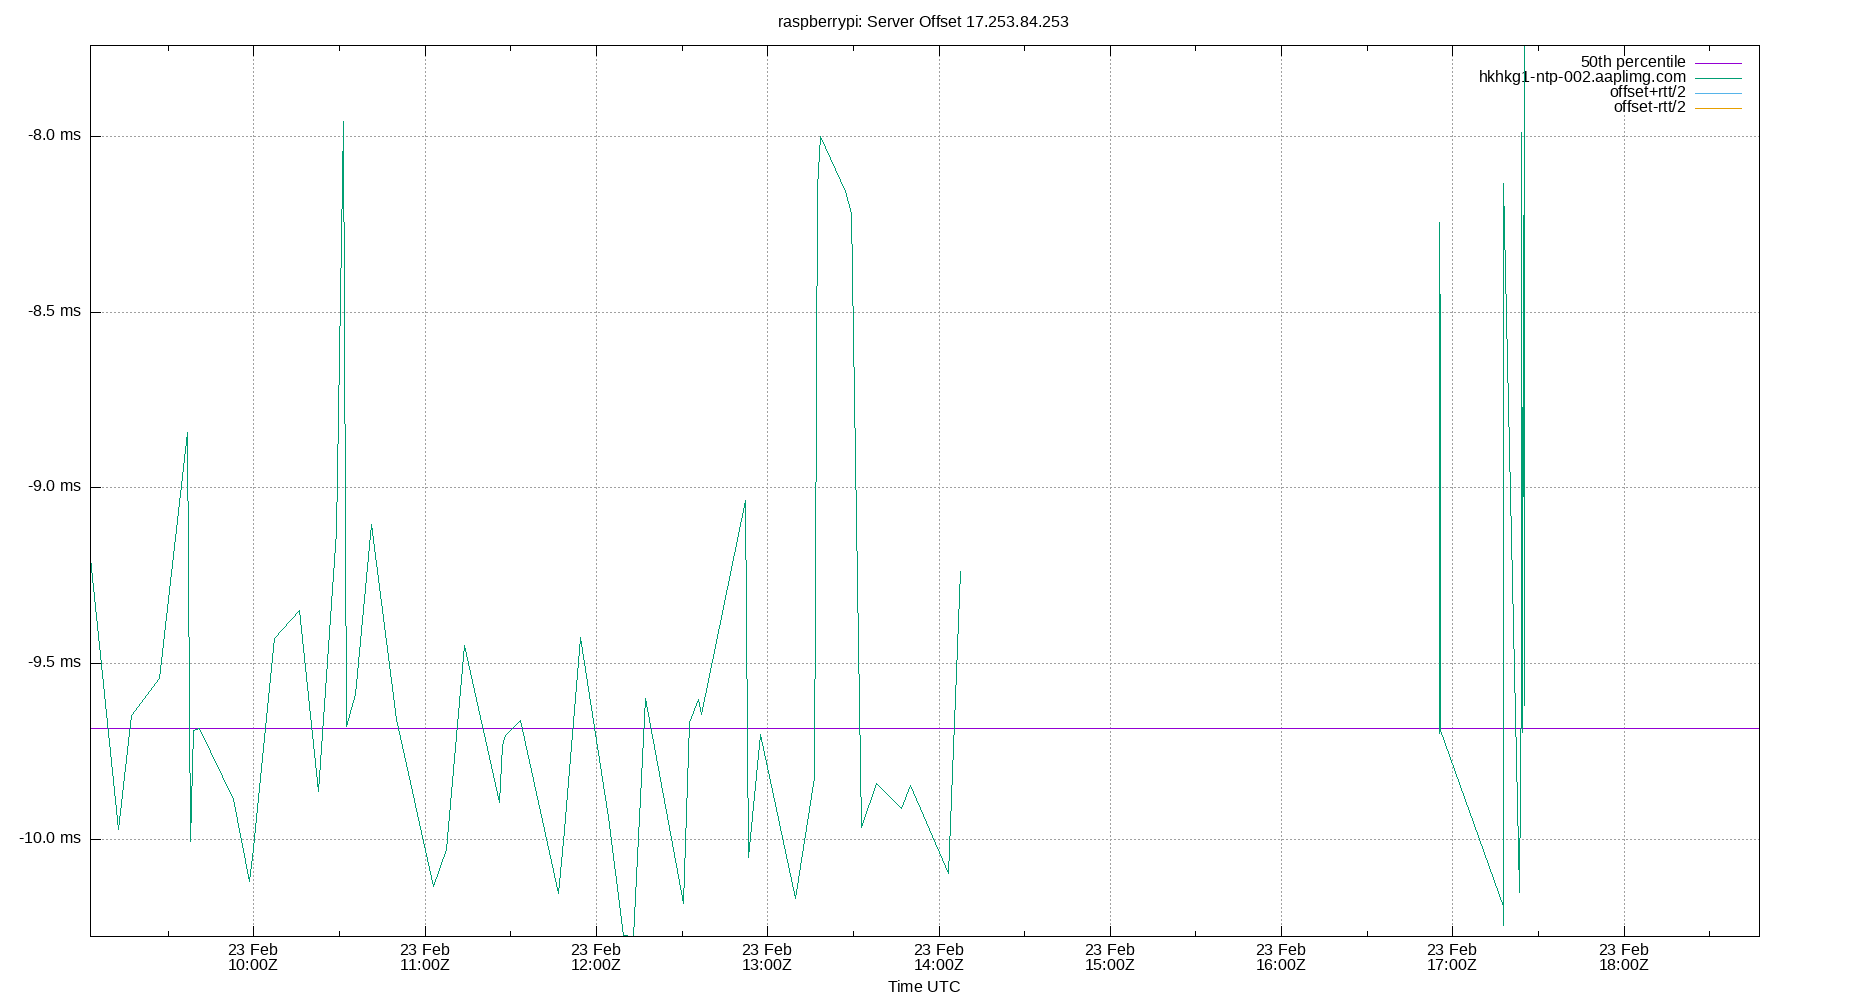 raspberrypi: Server Offset 17.253.84.253
50th percentile
hkhkg1-ntp-002.aaplimg.com
offset+rtt/2
offset-rtt/2
-8.0 ms
-8.5 ms
-9.0 ms
-9.5 ms
-10.0 ms
23 Feb 23 Feb 23 Feb 23 Feb 23 Feb 23 Feb 23 Feb 23 Feb 23 Feb
10:00Z 11:00Z 12:00Z 13:00Z 14:00Z 15:00Z 16:00Z 17:00Z 18:00Z
Time UTC